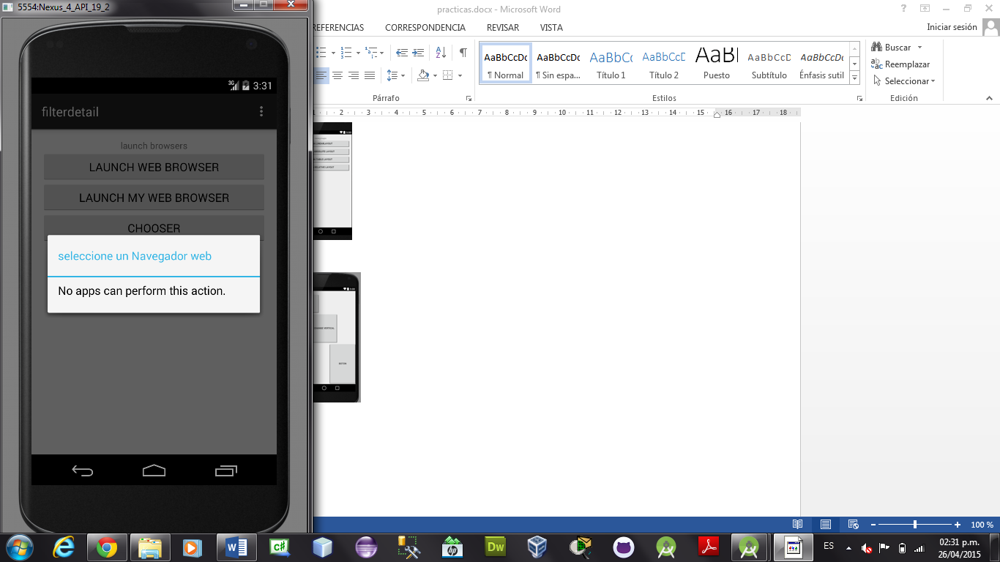 5554:Nexus_4_API_19_2
practicas.docx - Microsoft Word
REFERENCIAS CORRESPONDENCIA REVISAR VISTA
Iniciar sesión
AaBbCcDc AaBbCcDc AaBbCc AaBbCcD AaB AaBbCcD AaBbCcDc
¶ Normal ¶ Sin espa... Título 1 Título 2 Puesto Subtítulo Énfasis sutil
Buscar
Reemplazar
Seleccionar
Párrafo Estilos Edición
1 2 3 4 5 6 7 8 9 10 11 12 13 14 15 16 17 18
3G 3:31
filterdetail
launch browsers
LAUNCH WEB BROWSER
LAUNCH MY WEB BROWSER
CHOOSER
seleccione un Navegador web
No apps can perform this action.
100 %
ES 02:31 p.m.
26/04/2015